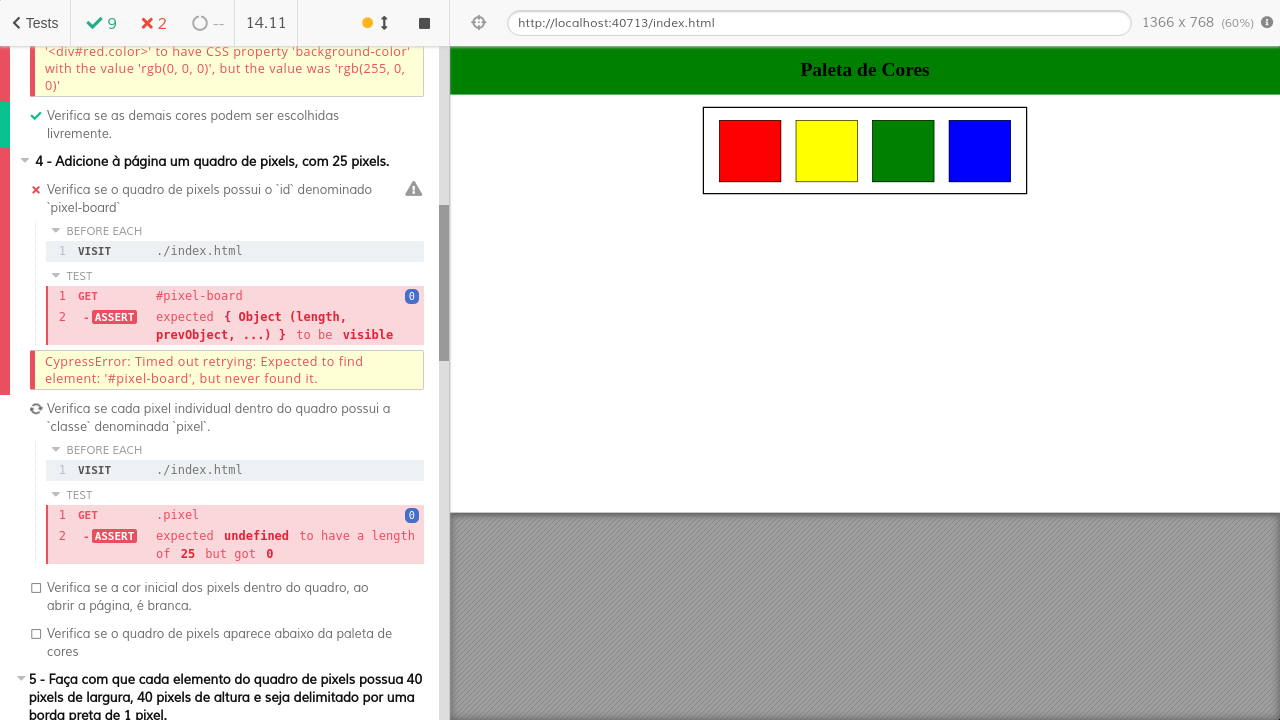 Tests 9 2 -- 14.11
http://localhost:40713/index.html 1366 x 768 (60%)
'<div#red.color>' to have CSS property 'background-color'
with the value 'rgb(0, 0, 0)', but the value was 'rgb(255, 0,
0)'
Verifica se as demais cores podem ser escolhidas
livremente.
4 - Adicione à página um quadro de pixels, com 25 pixels.
Verifica se o quadro de pixels possui o `id` denominado
`pixel-board`
BEFORE EACH
1 VISIT ./index.html
TEST
1 GET #pixel-board 0
2 - ASSERT expected { Object (length,
prevObject, ...) } to be visible
CypressError: Timed out retrying: Expected to find
element: '#pixel-board', but never found it.
Verifica se cada pixel individual dentro do quadro possui a
`classe` denominada `pixel`.
BEFORE EACH
1 VISIT ./index.html
TEST
1 GET .pixel 0
2 - ASSERT expected undefined to have a length
of 25 but got 0
Verifica se a cor inicial dos pixels dentro do quadro, ao
abrir a página, é branca.
Verifica se o quadro de pixels aparece abaixo da paleta de
cores
5 - Faça com que cada elemento do quadro de pixels possua 40
pixels de largura, 40 pixels de altura e seja delimitado por uma
borda preta de 1 pixel.
Paleta de Cores